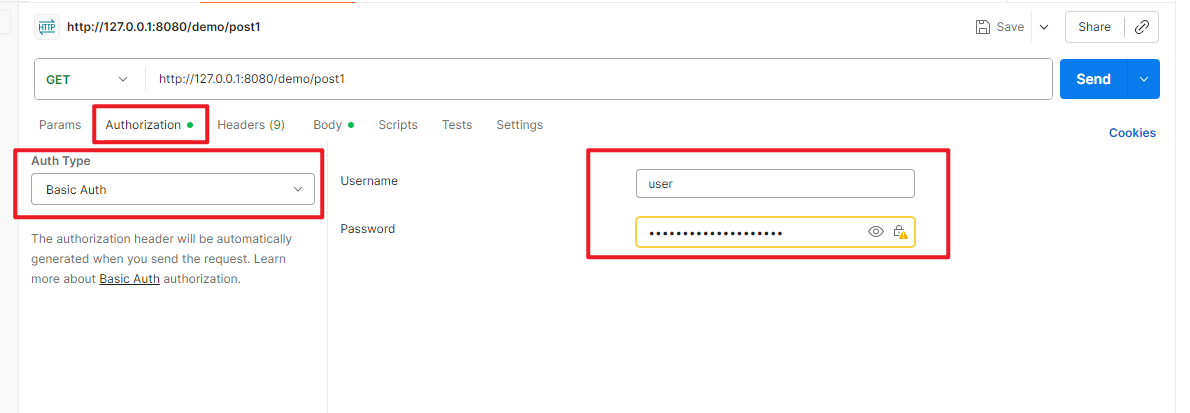 HTTP http://127.0.0.1:8080/demo/post1 Save Share
GET http://127.0.0.1:8080/demo/post1 Send
Params Authorization Headers (9) Body Scripts Tests Settings Cookies
Auth Type
Basic Auth
The authorization header will be automatically
generated when you send the request. Learn
more about Basic Auth authorization.
Username user
Password ••••••••••••••••••••